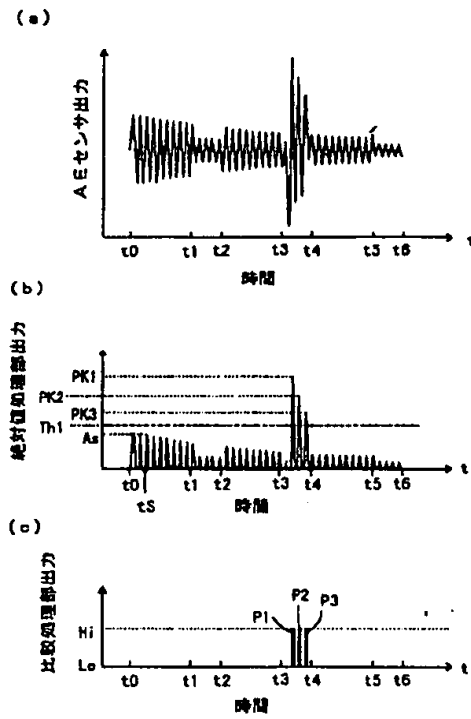 (a)
AEセンサ出力
t0 t1 t2 t3 t4 t5 t6 t
時間
(b)
絶対値処理部出力
PK1
PK2
PK3
Th1
As
t0 tS t1 t2 t3 t4 t5 t6 t
時間
(c)
比較処理部出力
P1 P2 P3
Hi
Lo
t0 t1 t2 t3 t4 t5 t6 t
時間